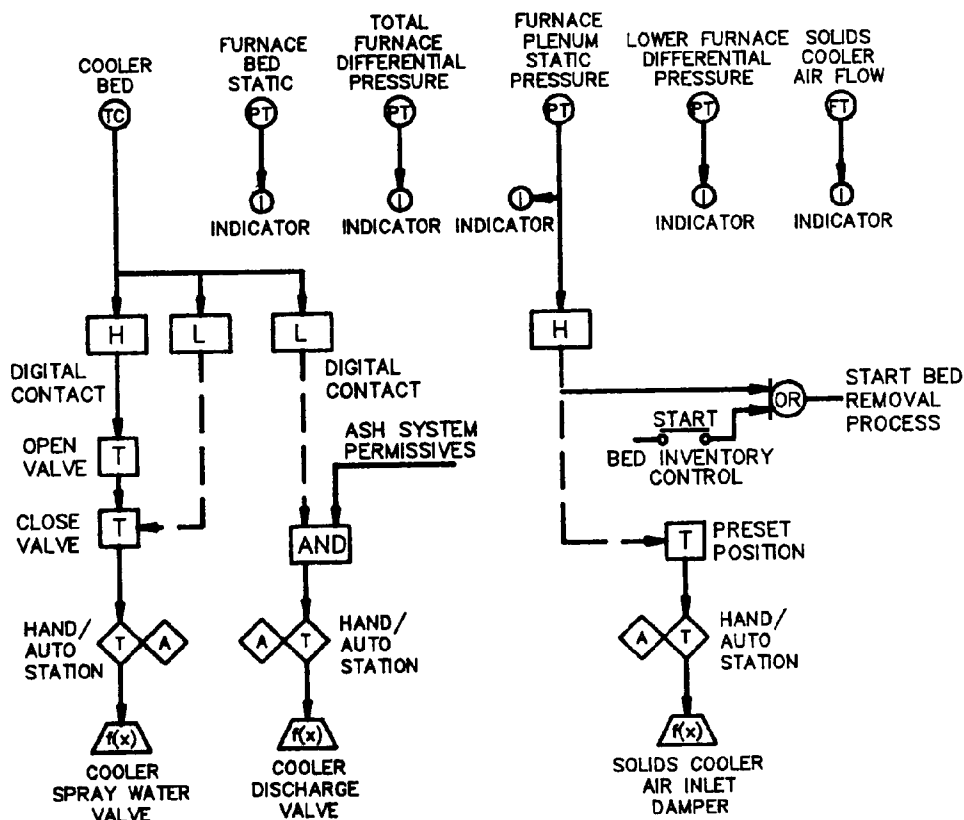 COOLER
BED
FURNACE
BED
STATIC
TOTAL
FURNACE
DIFFERENTIAL
PRESSURE
FURNACE
PLENUM
STATIC
PRESSURE
LOWER FURNACE
DIFFERENTIAL
PRESSURE
SOLIDS
COOLER
AIR FLOW
TC
PT
PT
PT
PT
FT
I
I
I
I
I
INDICATOR
INDICATOR
INDICATOR
INDICATOR
INDICATOR
H
L
L
H
DIGITAL
CONTACT
DIGITAL
CONTACT
OR
START BED
REMOVAL
PROCESS
START
BED INVENTORY
CONTROL
ASH SYSTEM
PERMISSIVES
OPEN
VALVE
T
CLOSE
VALVE
T
AND
T
PRESET
POSITION
HAND/
AUTO
STATION
T
A
A
T
HAND/
AUTO
STATION
A
T
HAND/
AUTO
STATION
f(x)
f(x)
f(x)
COOLER
SPRAY WATER
VALVE
COOLER
DISCHARGE
VALVE
SOLIDS COOLER
AIR INLET
DAMPER